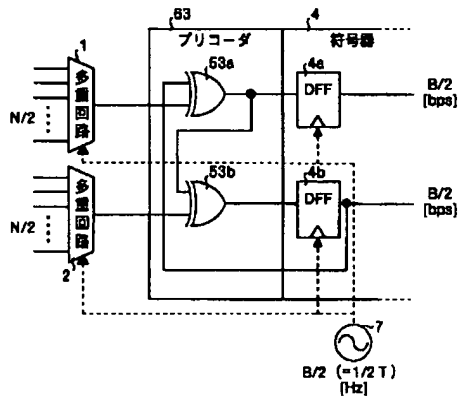 63
4
プリコーダ
符号器
1
多重回路
N/2
53a
4a
DFF
B/2
[bps]
多重回路
N/2
2
53b
4b
DFF
B/2
[bps]
7
B/2 (=1/2T)
[Hz]